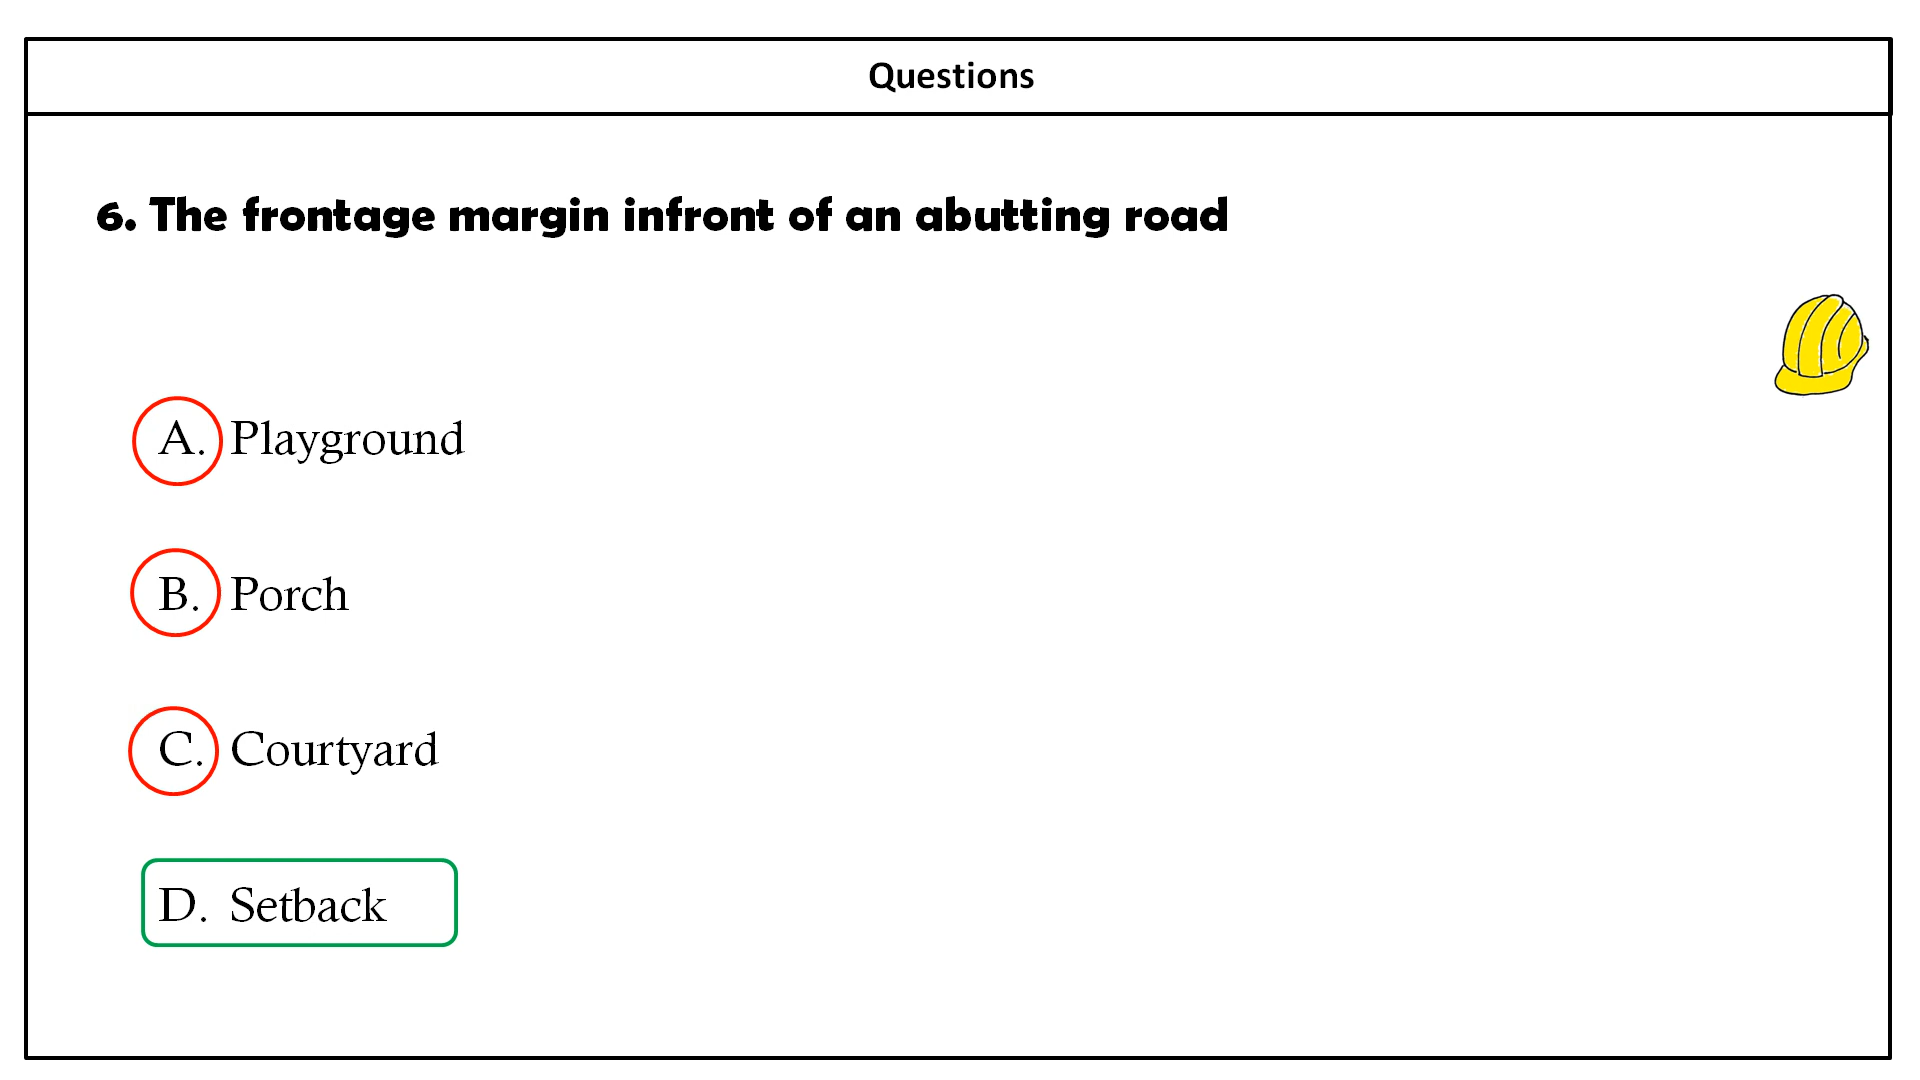 Questions
6. The frontage margin infront of an abutting road
A. Playground
B. Porch
C. Courtyard
D. Setback